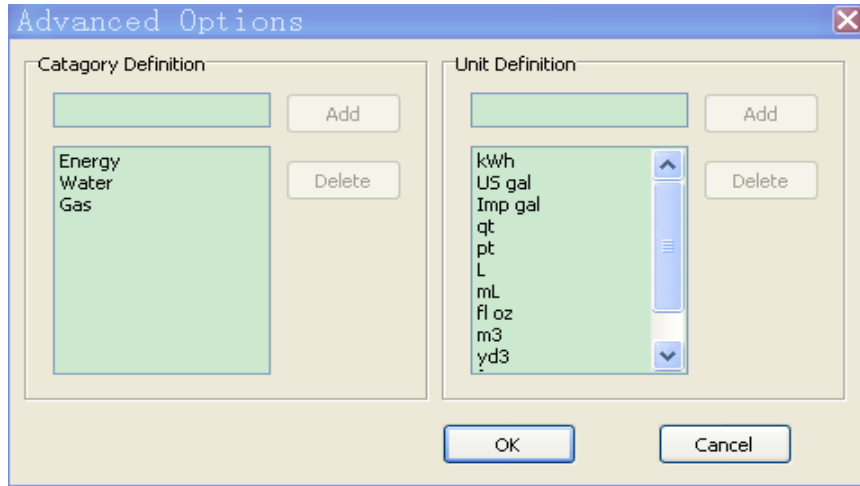 Advanced Options
Catagory Definition
Add
Energy
Water
Gas
Delete
Unit Definition
Add
kWh
US gal
Imp gal
qt
pt
L
mL
fl oz
m3
yd3
Delete
OK
Cancel